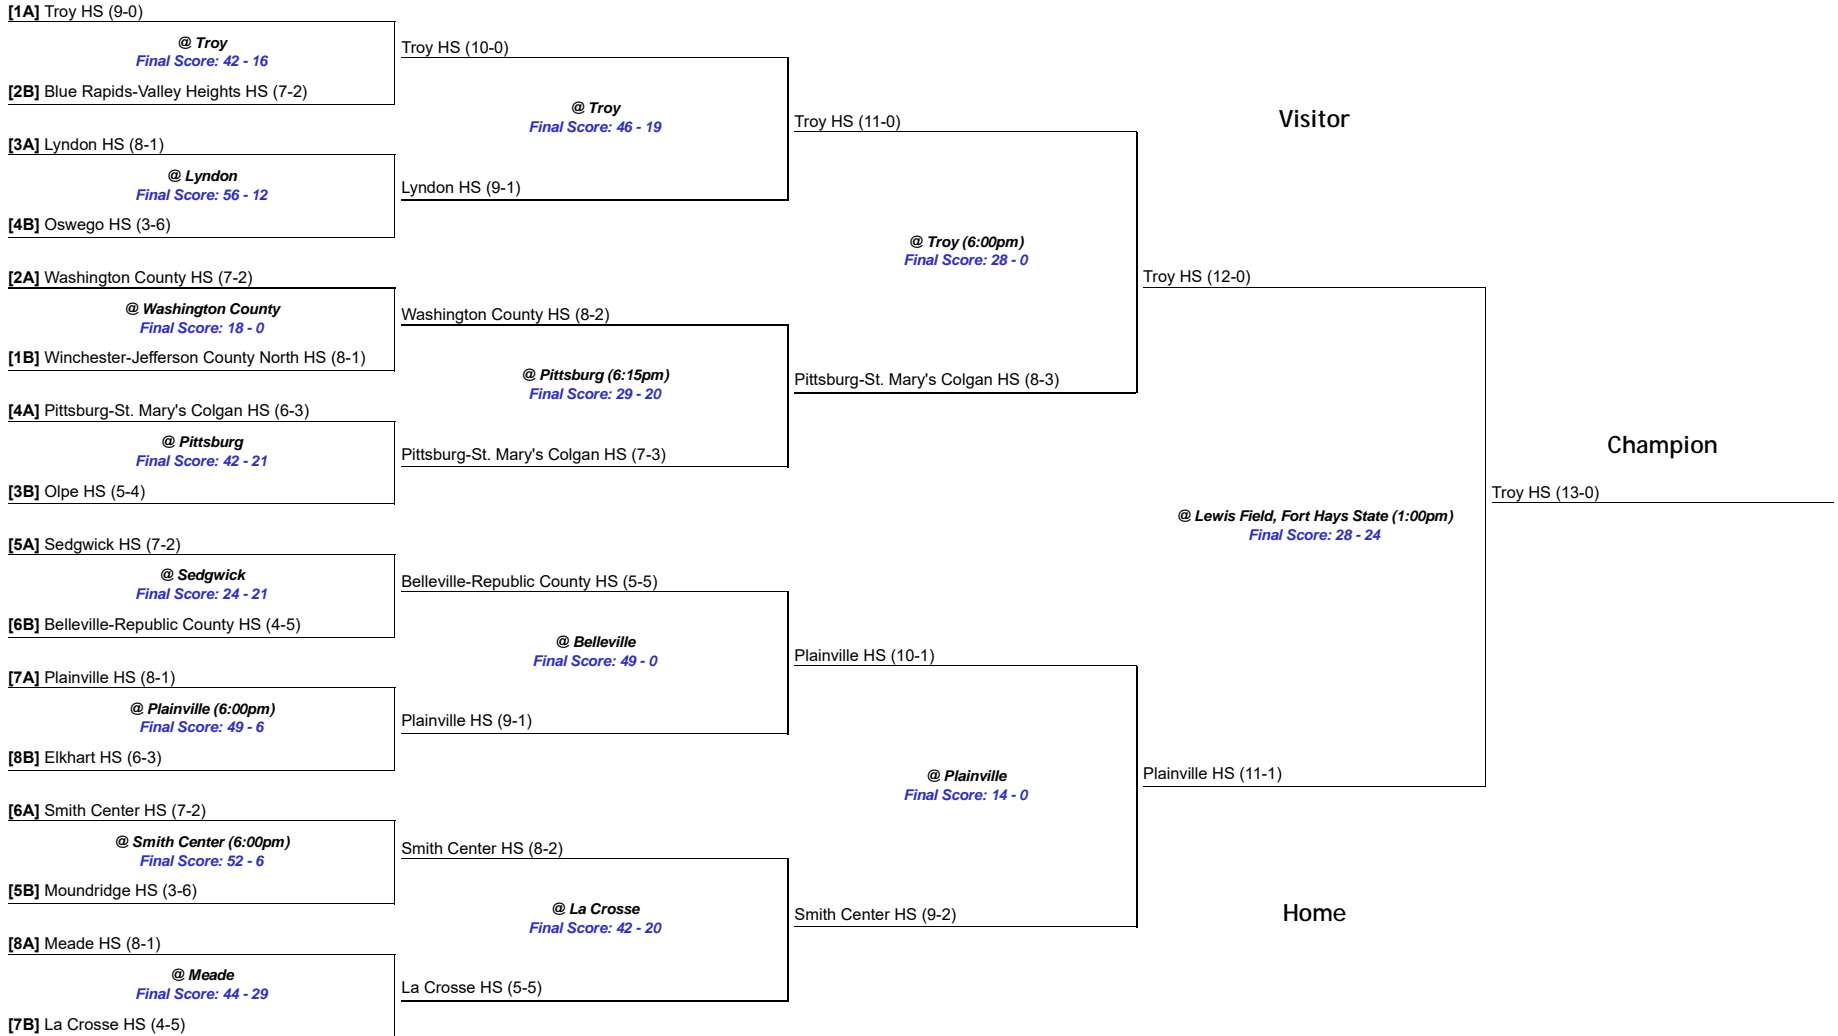 [1A] Troy HS (9-0)
@ Troy
Final Score: 42 - 16
[2B] Blue Rapids-Valley Heights HS (7-2)
[3A] Lyndon HS (8-1)
@ Lyndon
Final Score: 56 - 12
[4B] Oswego HS (3-6)
[2A] Washington County HS (7-2)
@ Washington County
Final Score: 18 - 0
[1B] Winchester-Jefferson County North HS (8-1)
[4A] Pittsburg-St. Mary's Colgan HS (6-3)
@ Pittsburg
Final Score: 42 - 21
[3B] Olpe HS (5-4)
[5A] Sedgwick HS (7-2)
@ Sedgwick
Final Score: 24 - 21
[6B] Belleville-Republic County HS (4-5)
[7A] Plainville HS (8-1)
@ Plainville (6:00pm)
Final Score: 49 - 6
[8B] Elkhart HS (6-3)
[6A] Smith Center HS (7-2)
@ Smith Center (6:00pm)
Final Score: 52 - 6
[5B] Moundridge HS (3-6)
[8A] Meade HS (8-1)
@ Meade
Final Score: 44 - 29
[7B] La Crosse HS (4-5)
Troy HS (10-0)
@ Troy
Final Score: 46 - 19
Lyndon HS (9-1)
Washington County HS (8-2)
@ Pittsburg (6:15pm)
Final Score: 29 - 20
Pittsburg-St. Mary's Colgan HS (7-3)
Belleville-Republic County HS (5-5)
@ Belleville
Final Score: 49 - 0
Plainville HS (9-1)
Smith Center HS (8-2)
@ La Crosse
Final Score: 42 - 20
La Crosse HS (5-5)
Troy HS (11-0)
@ Troy (6:00pm)
Final Score: 28 - 0
Pittsburg-St. Mary's Colgan HS (8-3)
Plainville HS (10-1)
@ Plainville
Final Score: 14 - 0
Smith Center HS (9-2)
Visitor
Troy HS (12-0)
@ Lewis Field, Fort Hays State (1:00pm)
Final Score: 28 - 24
Plainville HS (11-1)
Home
Champion
Troy HS (13-0)